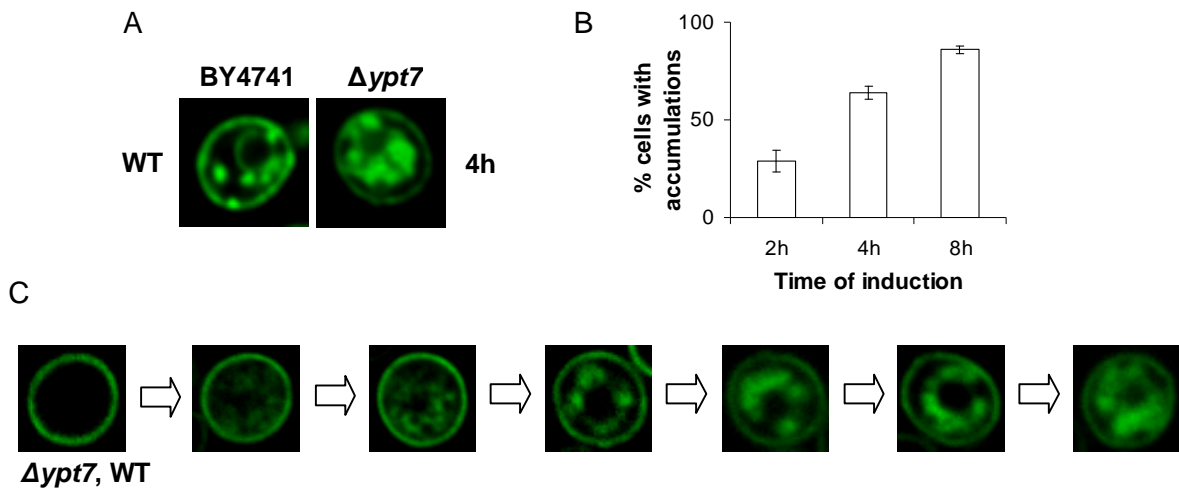 A
BY4741
Δypt7
WT
4h
B
% cells with
accumulations
100
50
0
2h
4h
8h
Time of induction
C
Δypt7, WT